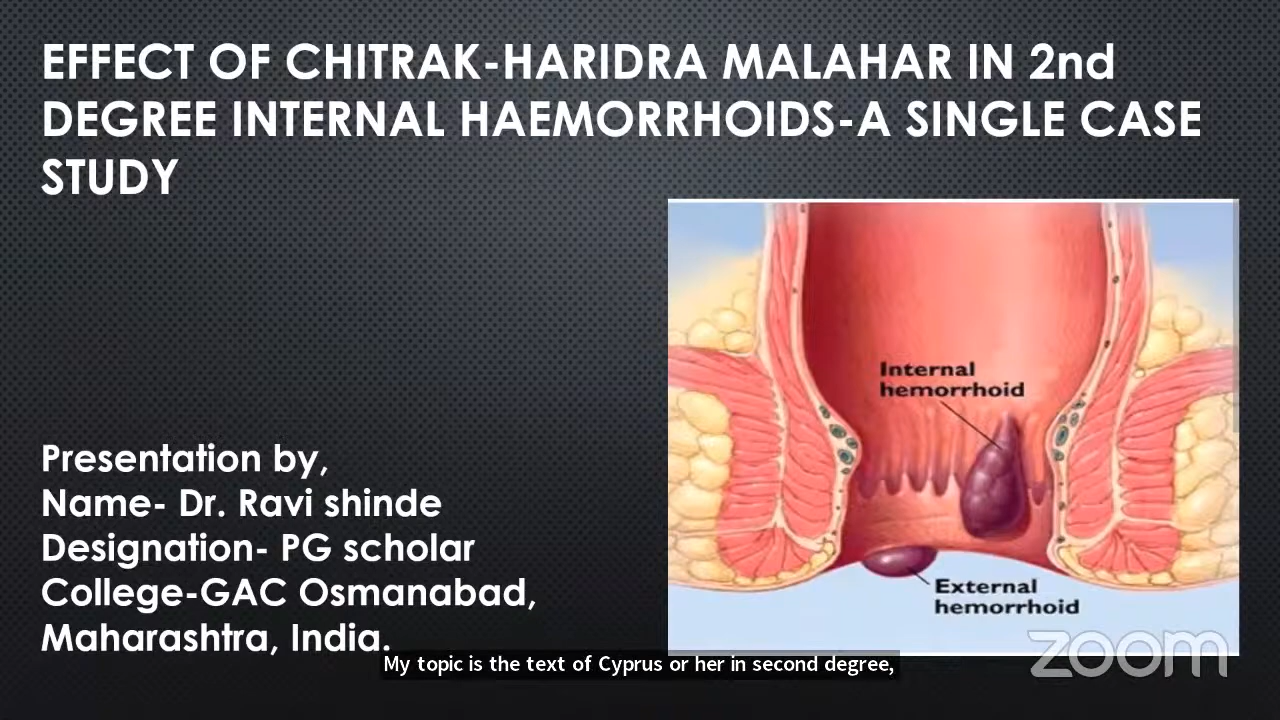 EFFECT OF CHITRAK-HARIDRA MALAHAR IN 2nd
DEGREE INTERNAL HAEMORRHOIDS-A SINGLE CASE
STUDY
Internal
hemorrhoid
External
hemorrhoid
Presentation by,
Name- Dr. Ravi shinde
Designation- PG scholar
College-GAC Osmanabad,
Maharashtra, India.
My topic is the text of Cyprus or her in second degree,
zoom